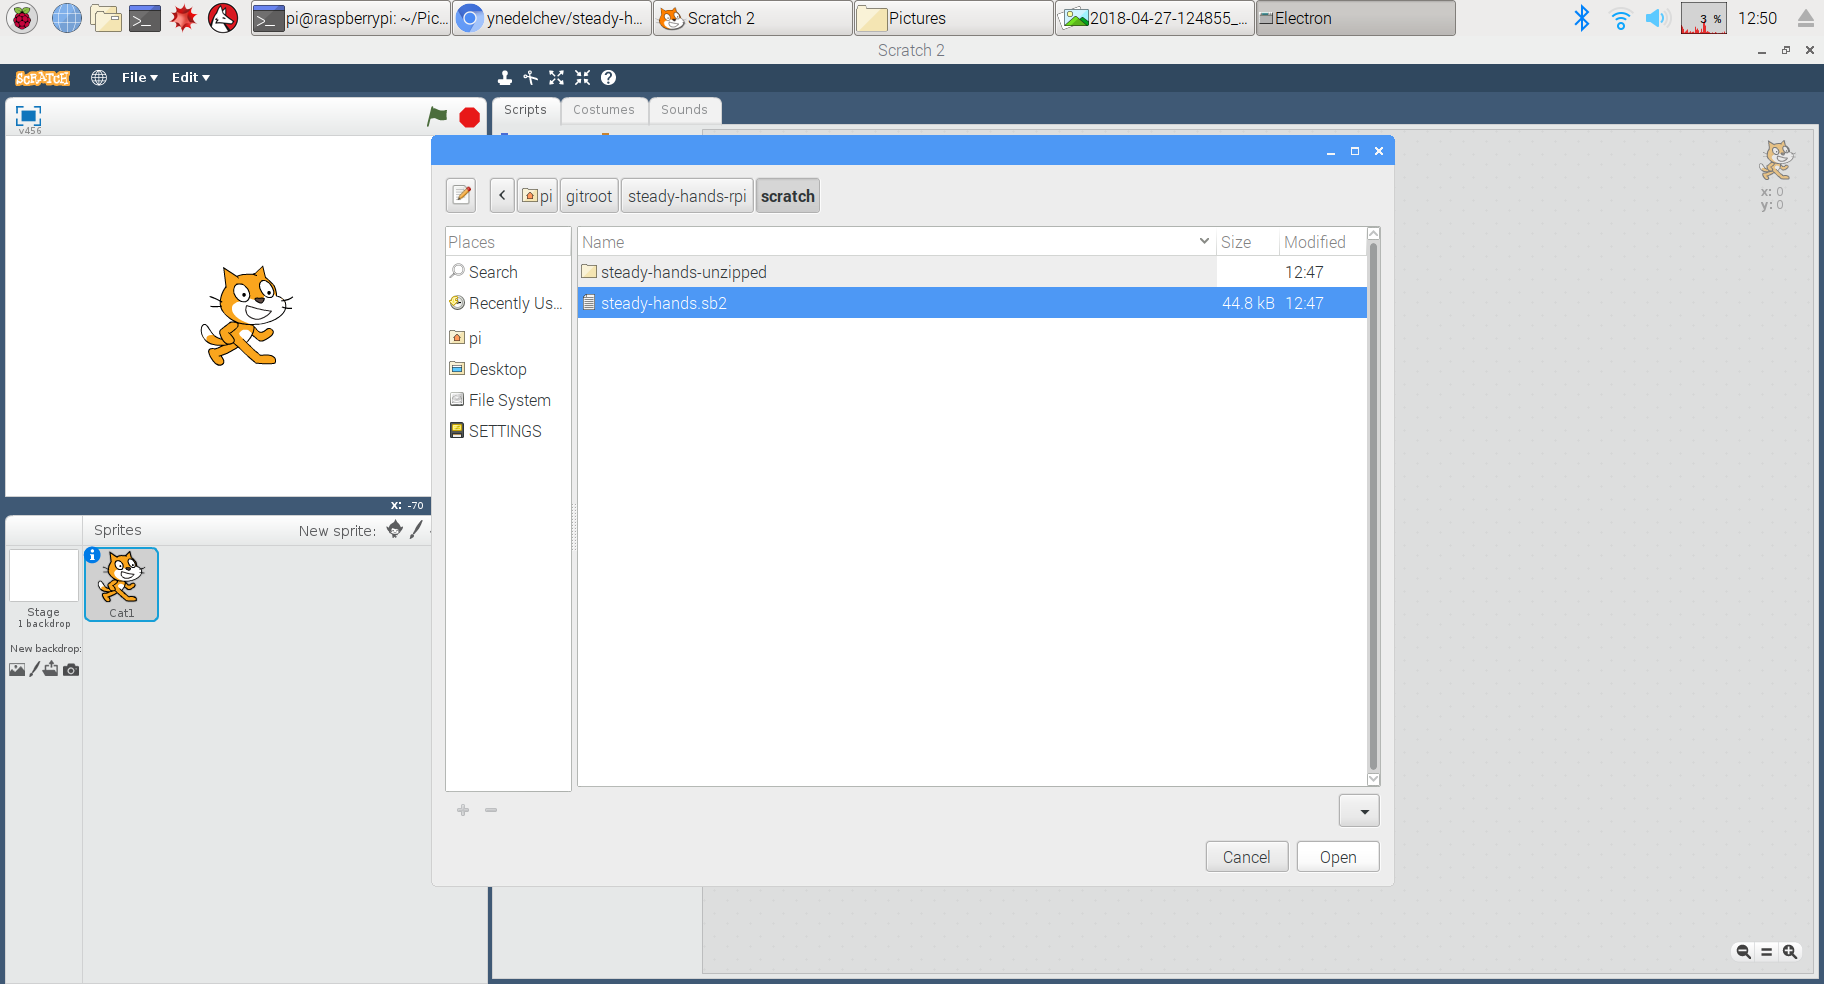 pi@raspberrypi: ~/Pic... ynedelchev/steady-h... Scratch 2 Pictures 2018-04-27-124855_... Electron 3 % 12:50
Scratch 2
SCRATCH File Edit
v456
Scripts Costumes Sounds
pi gitroot steady-hands-rpi scratch
x: 0
y: 0
Places
Search
Recently Us...
pi
Desktop
File System
SETTINGS
Name Size Modified
steady-hands-unzipped 12:47
steady-hands.sb2 44.8 kB 12:47
x: -70
Sprites New sprite:
Cat1
Stage
1 backdrop
New backdrop:
Cancel Open